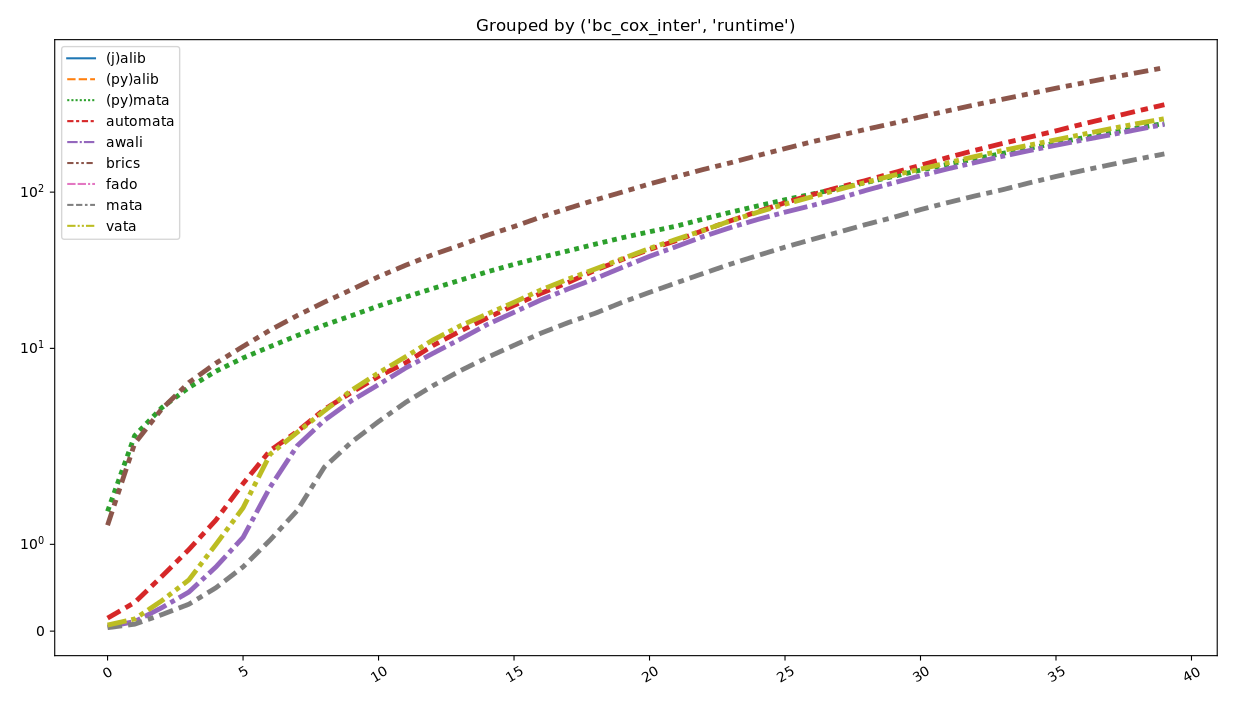 Grouped by ('bc_cox_inter', 'runtime')
(j)alib
(py)alib
(py)mata
automata
awali
brics
fado
mata
vata
10²
10¹
10⁰
0
0 5 10 15 20 25 30 35 40